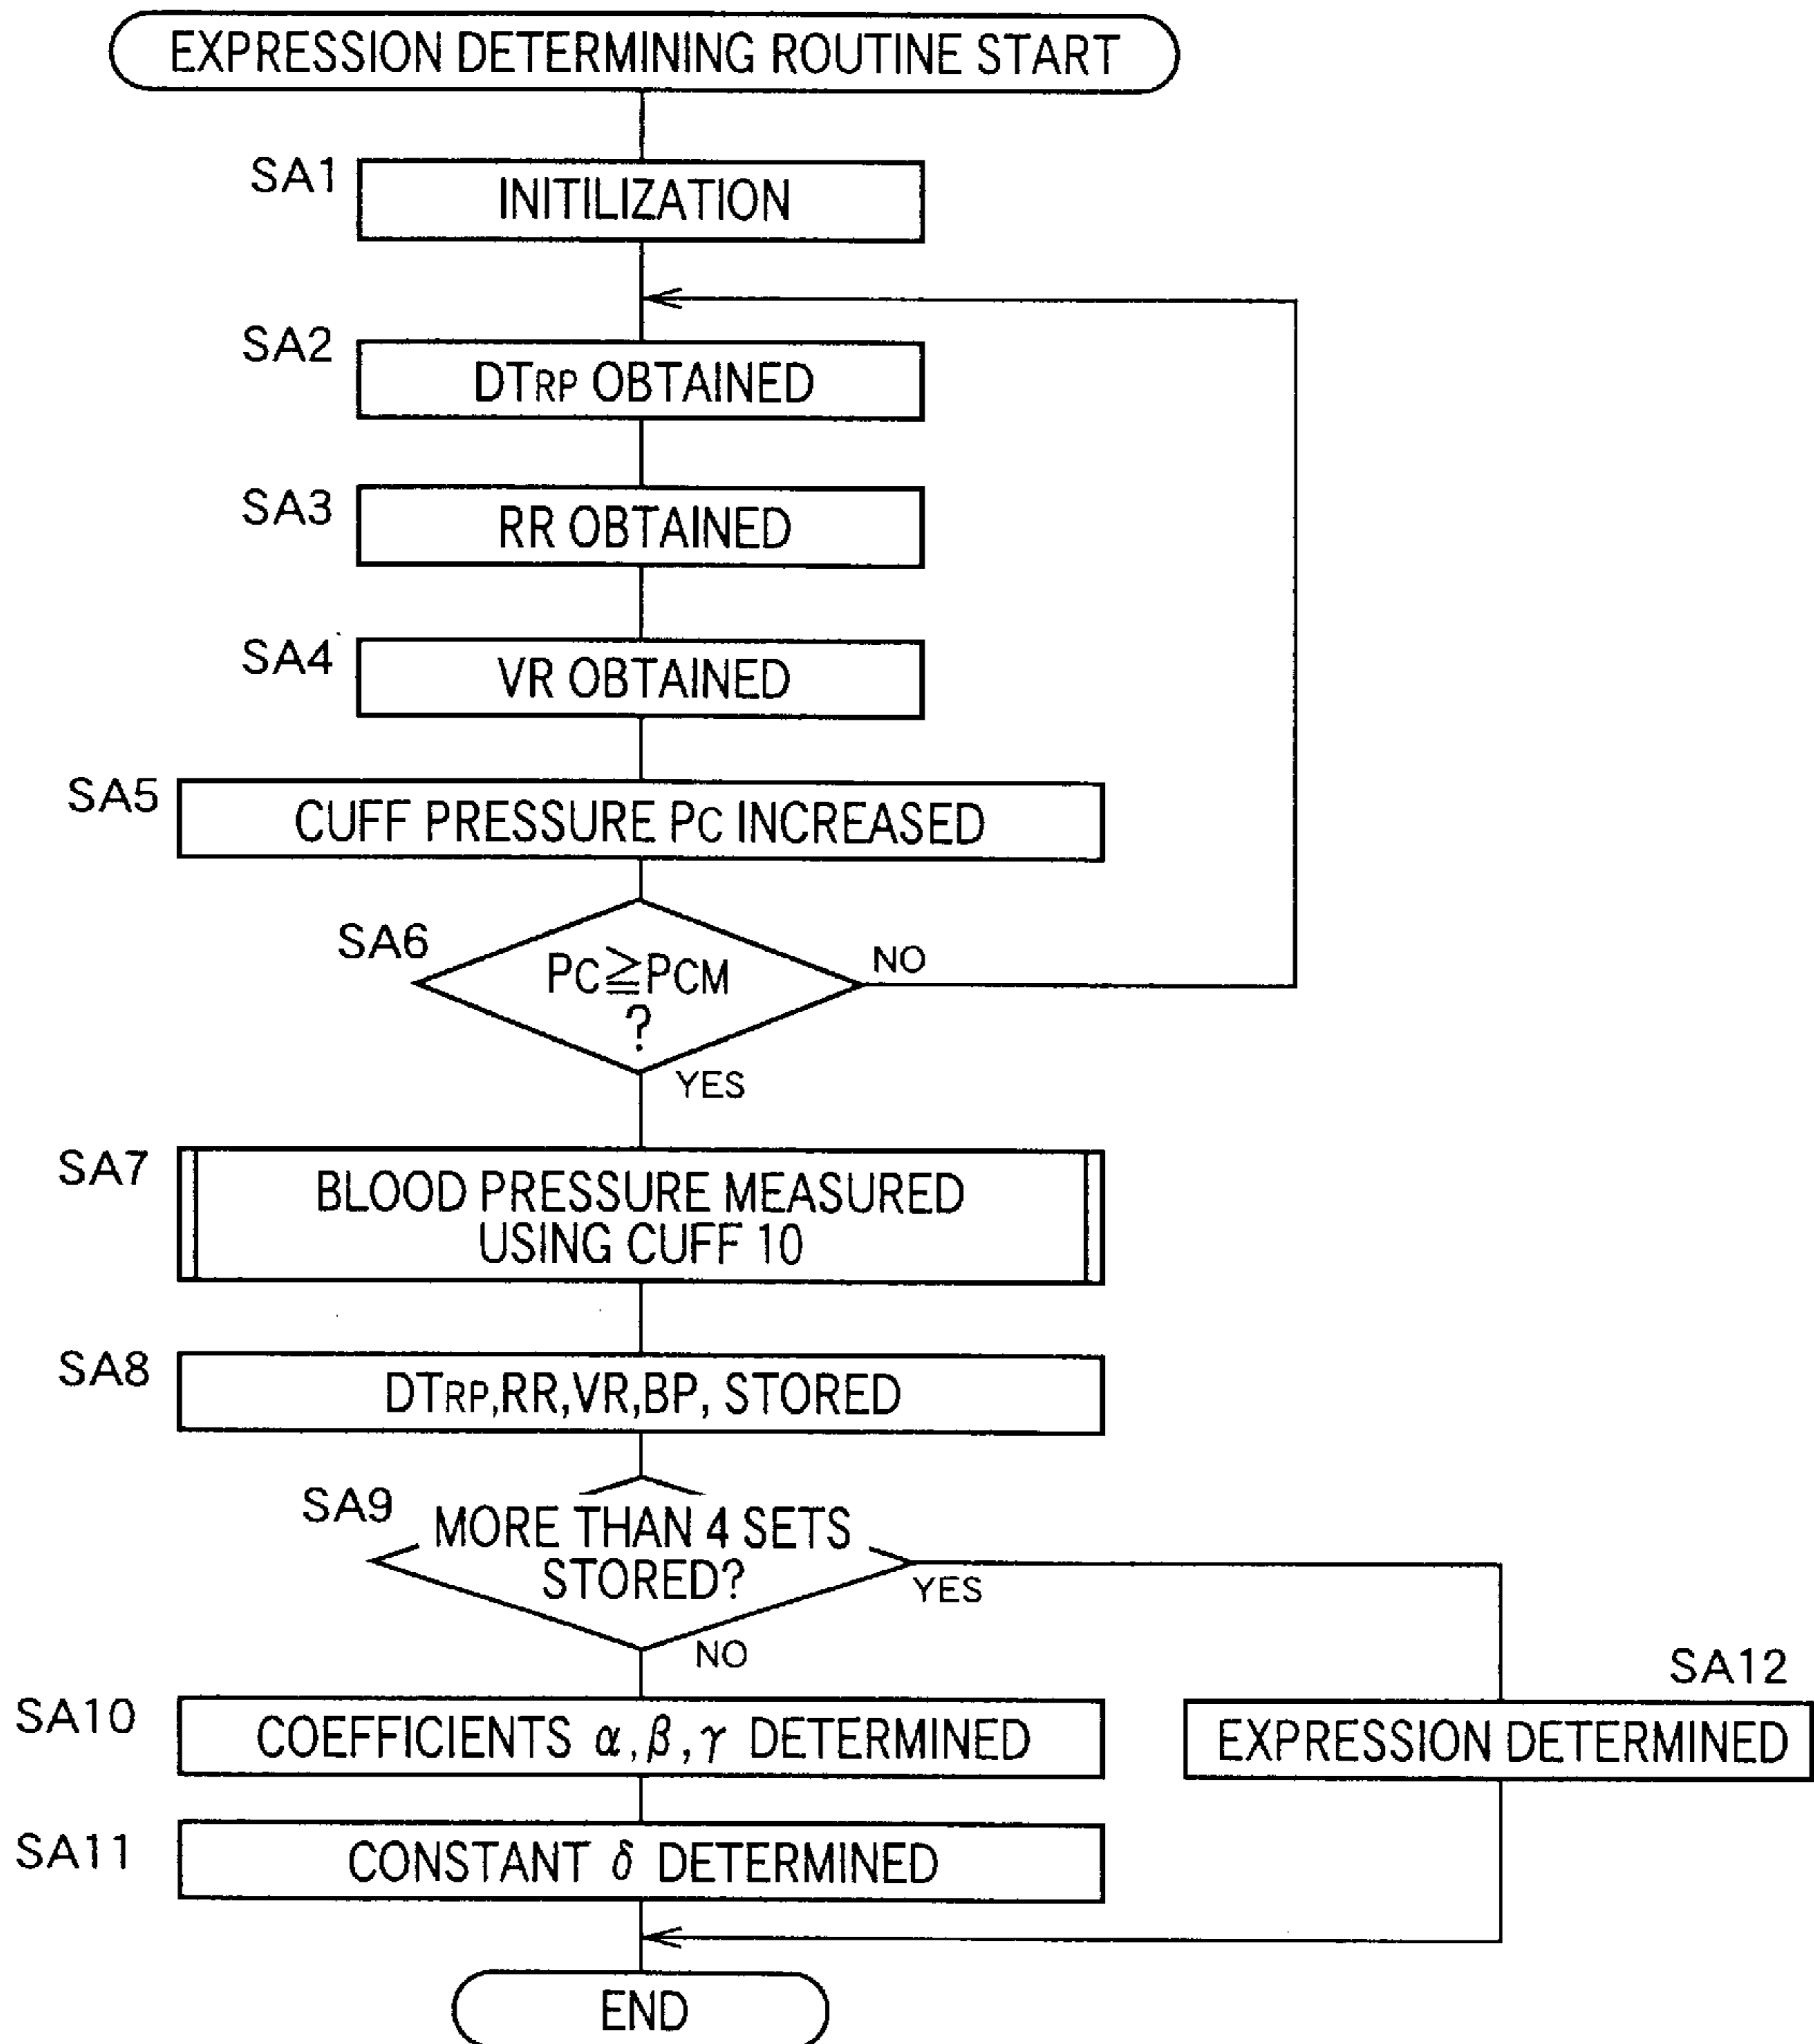 EXPRESSION DETERMINING ROUTINE START
SA1
INITILIZATION
SA2
DTRP OBTAINED
SA3
RR OBTAINED
SA4
VR OBTAINED
SA5
CUFF PRESSURE PC INCREASED
SA6
PC≧PCM
?
NO
YES
SA7
BLOOD PRESSURE MEASURED
USING CUFF 10
SA8
DTRP,RR,VR,BP, STORED
SA9
MORE THAN 4 SETS
STORED?
YES
NO
SA10
COEFFICIENTS α,β,γ DETERMINED
SA12
EXPRESSION DETERMINED
SA11
CONSTANT δ DETERMINED
END